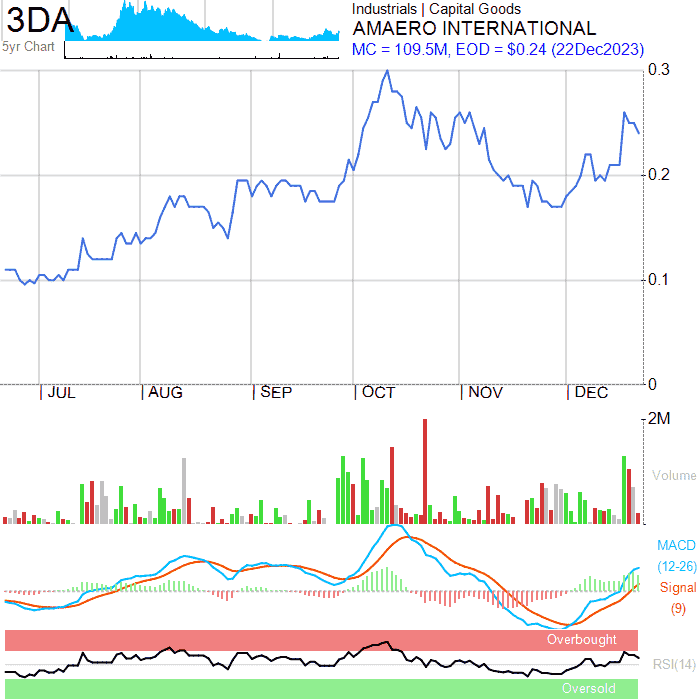 3DA
5yr Chart
Industrials | Capital Goods
AMAERO INTERNATIONAL
MC = 109.5M, EOD = $0.24 (22Dec2023)
0.3
0.2
0.1
0
JUL AUG SEP OCT NOV DEC
2M
Volume
MACD
(12-26)
Signal
(9)
Overbought
RSI(14)
Oversold